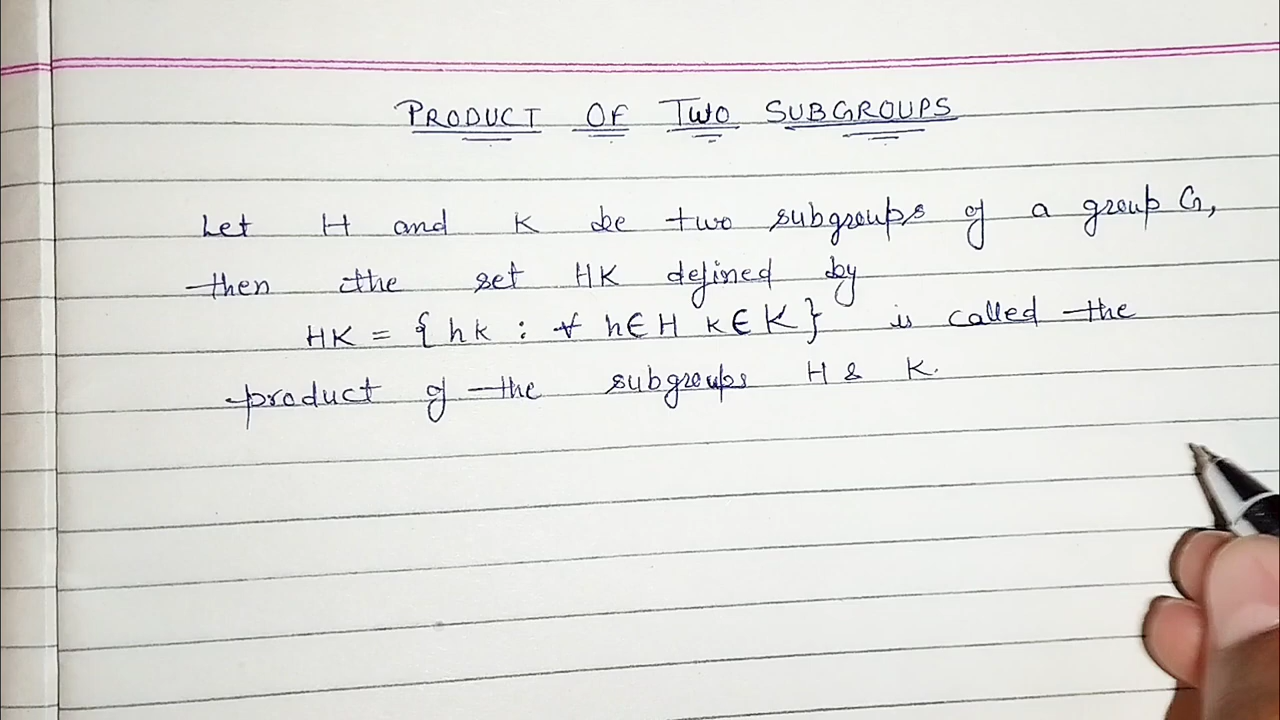 PRODUCT OF TWO SUBGROUPS
Let H and K be two subgroups of a group G,
then the set HK defined by
HK = { hk : ∀ h∈H k∈K } is called the
product of the subgroups H & K.